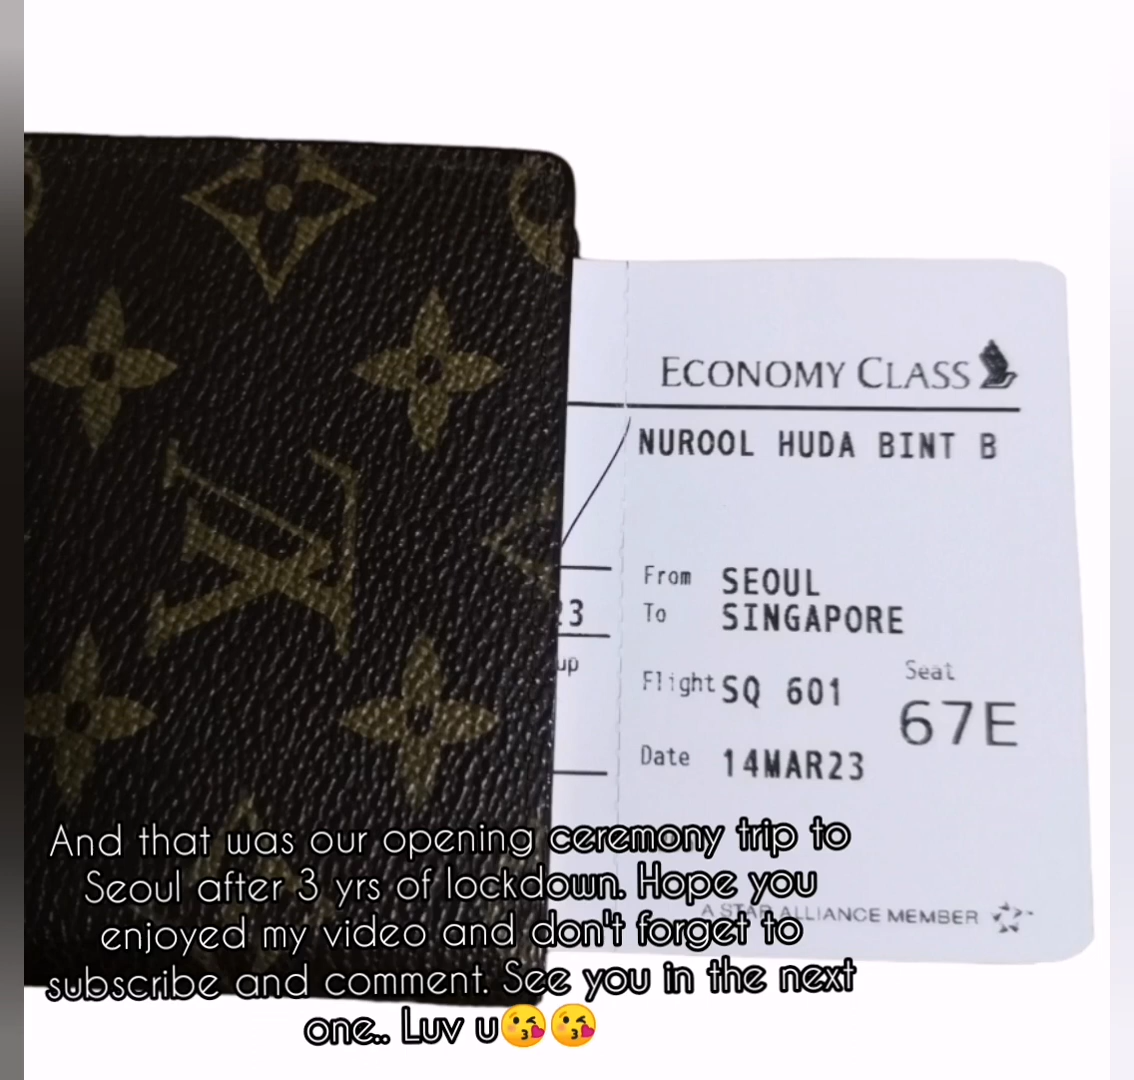 ECONOMY CLASS
NUROOL HUDA BINT B
From SEOUL
To SINGAPORE
Flight SQ 601
Seat
67E
Date 14MAR23
3
up
A STAR ALLIANCE MEMBER
LV
And that was our opening ceremony trip to
Seoul after 3 yrs of lockdown. Hope you
enjoyed my video and don't forget to
subscribe and comment. See you in the next
one.. Luv u😘😘